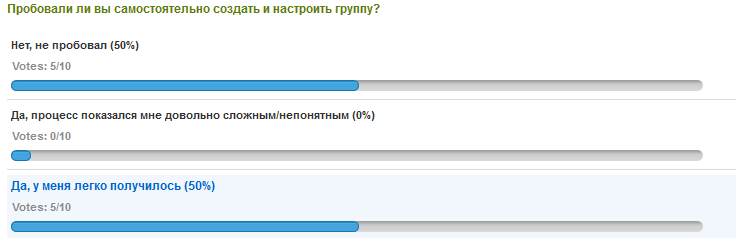 Пробовали ли вы самостоятельно создать и настроить группу?
Нет, не пробовал (50%)
Votes: 5/10
Да, процесс показался мне довольно сложным/непонятным (0%)
Votes: 0/10
Да, у меня легко получилось (50%)
Votes: 5/10